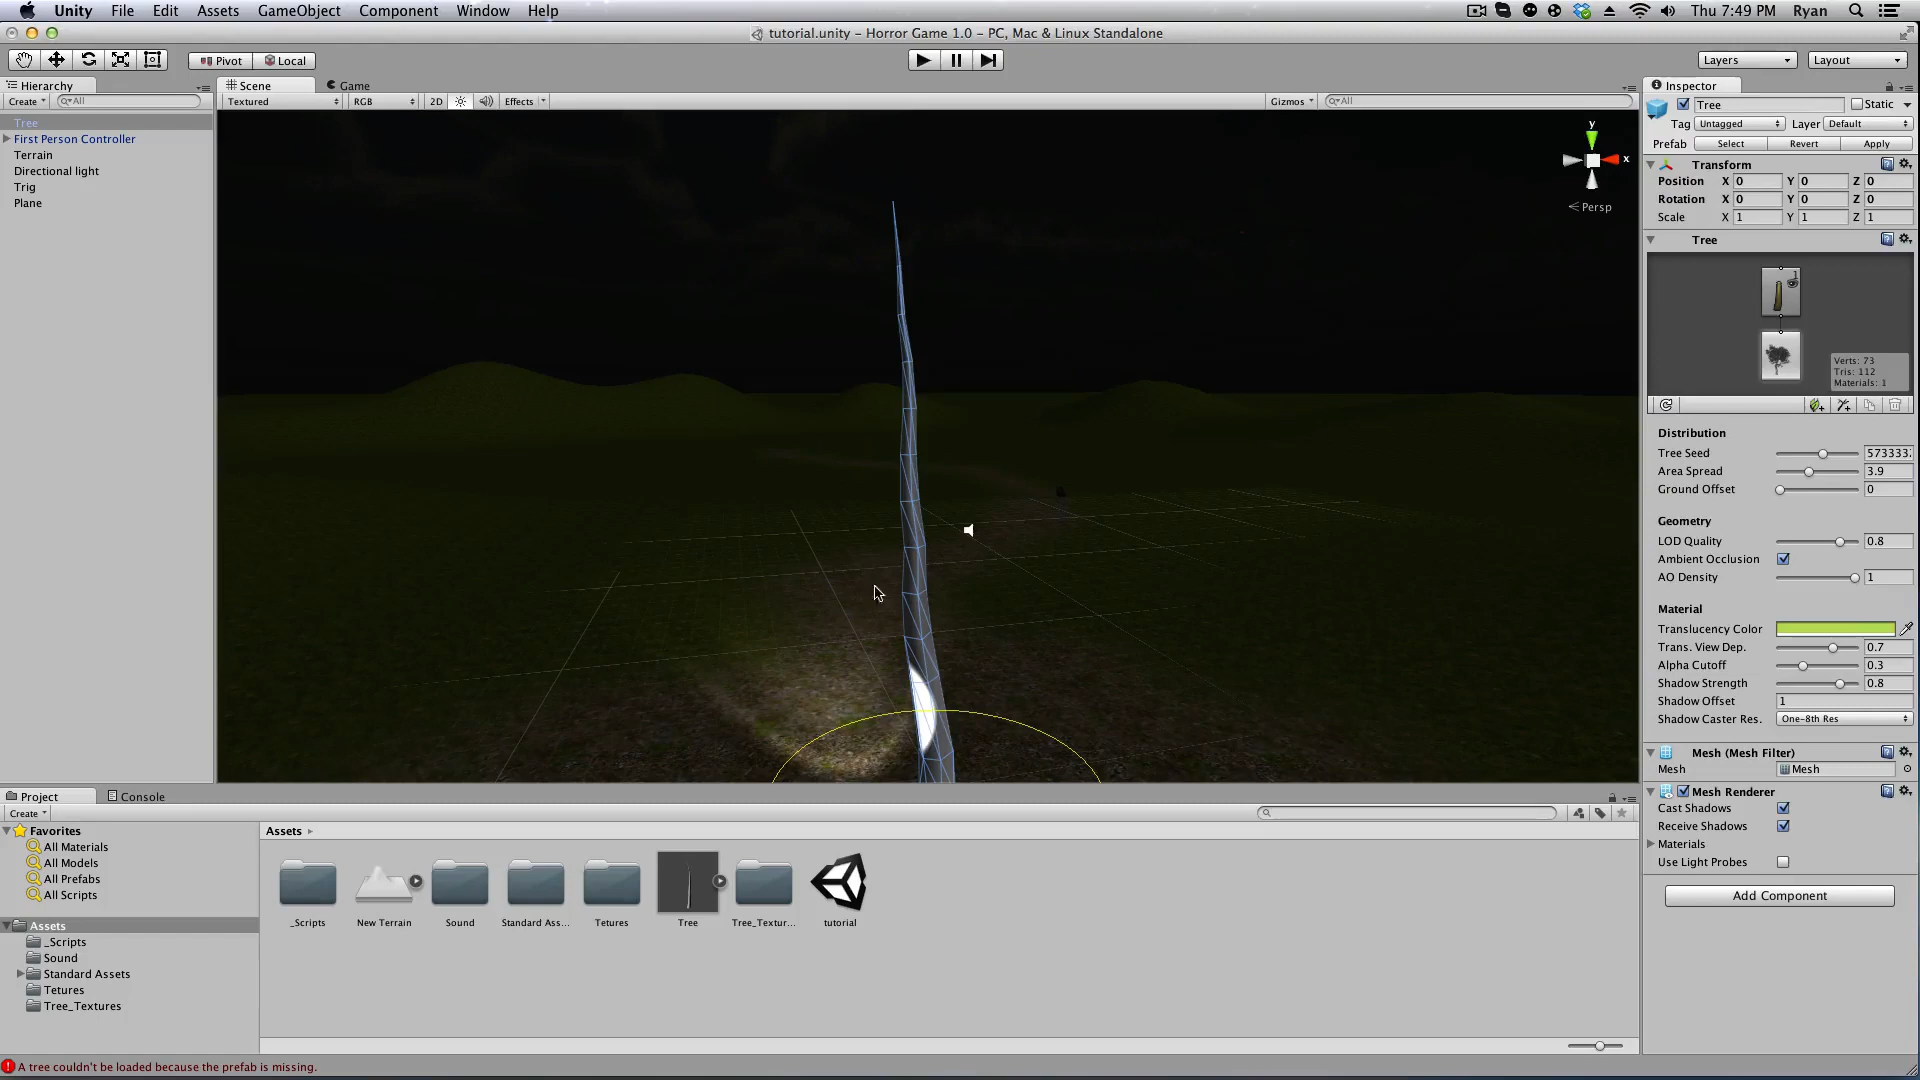 Unity File Edit Assets GameObject Component Window Help Thu 7:49 PM Ryan
tutorial.unity – Horror Game 1.0 – PC, Mac & Linux Standalone
Pivot Local Layers Layout
Hierarchy
Create All
Tree
First Person Controller
Terrain
Directional light
Trig
Plane
Scene Game
Textured RGB 2D Effects Gizmos All
y
x
Persp
Inspector
Tree Static
Tag Untagged Layer Default
Prefab Select Revert Apply
Transform
Position X 0 Y 0 Z 0
Rotation X 0 Y 0 Z 0
Scale X 1 Y 1 Z 1
Tree
1
Verts: 73
Tris: 112
Materials: 1
Distribution
Tree Seed 573333
Area Spread 3.9
Ground Offset 0
Geometry
LOD Quality 0.8
Ambient Occlusion
AO Density 1
Material
Translucency Color
Trans. View Dep. 0.7
Alpha Cutoff 0.3
Shadow Strength 0.8
Shadow Offset 1
Shadow Caster Res. One-8th Res
Mesh (Mesh Filter)
Mesh Mesh
Mesh Renderer
Cast Shadows
Receive Shadows
Materials
Use Light Probes
Add Component
Project Console
Create
Favorites
All Materials
All Models
All Prefabs
All Scripts
Assets
_Scripts
Sound
Standard Assets
Tetures
Tree_Textures
Assets
_Scripts New Terrain Sound Standard Ass... Tetures Tree Tree_Textur... tutorial
A tree couldn't be loaded because the prefab is missing.